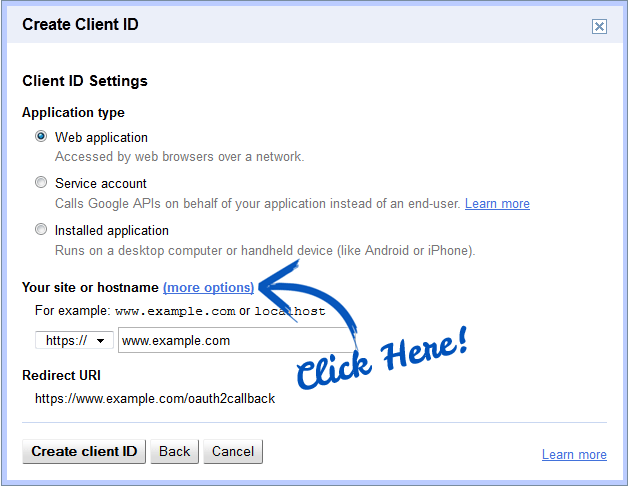 Create Client ID
Client ID Settings
Application type
Web application
Accessed by web browsers over a network.
Service account
Calls Google APIs on behalf of your application instead of an end-user. Learn more
Installed application
Runs on a desktop computer or handheld device (like Android or iPhone).
Your site or hostname (more options)
For example: www.example.com or localhost
https:// www.example.com
Click Here!
Redirect URI
https://www.example.com/oauth2callback
Create client ID Back Cancel Learn more